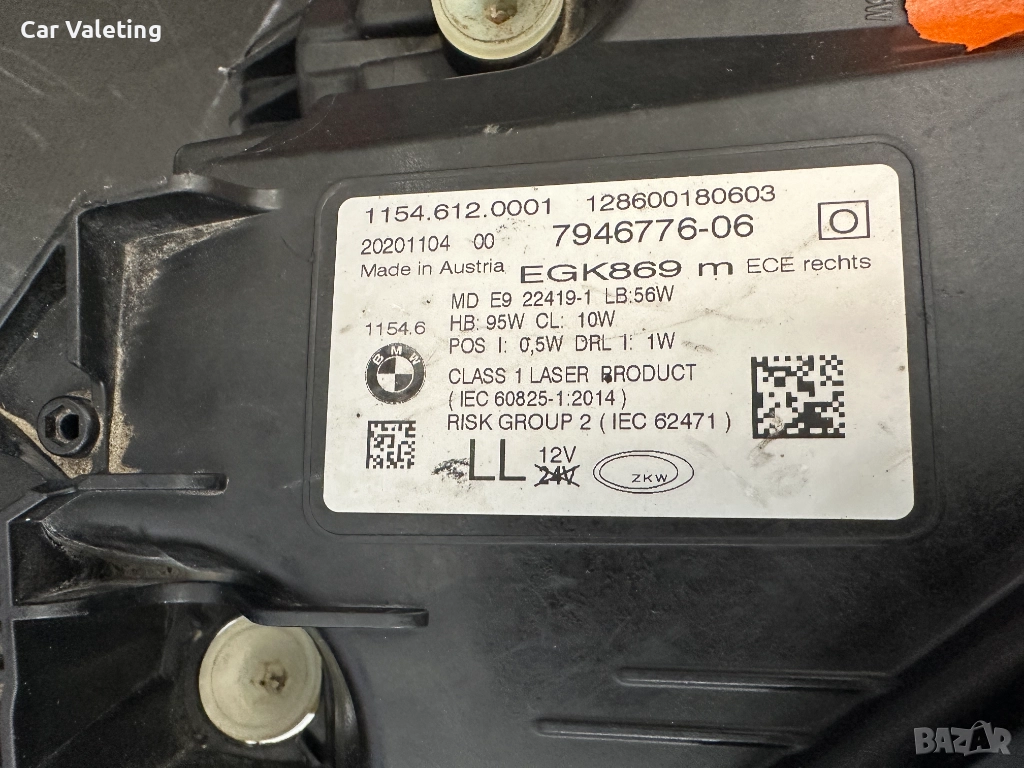 Car Valeting
1154.612.0001 128600180603
20201104 00 7946776-06 O
Made in Austria EGK869 m ECE rechts
MD E9 22419-1 LB:56W
1154.6 HB: 95W CL: 10W
POS I: 0,5W DRL I: 1W
BMW
CLASS 1 LASER PRODUCT
( IEC 60825-1:2014 )
RISK GROUP 2 ( IEC 62471 )
LL 12V
24V
ZKW
BAZAR